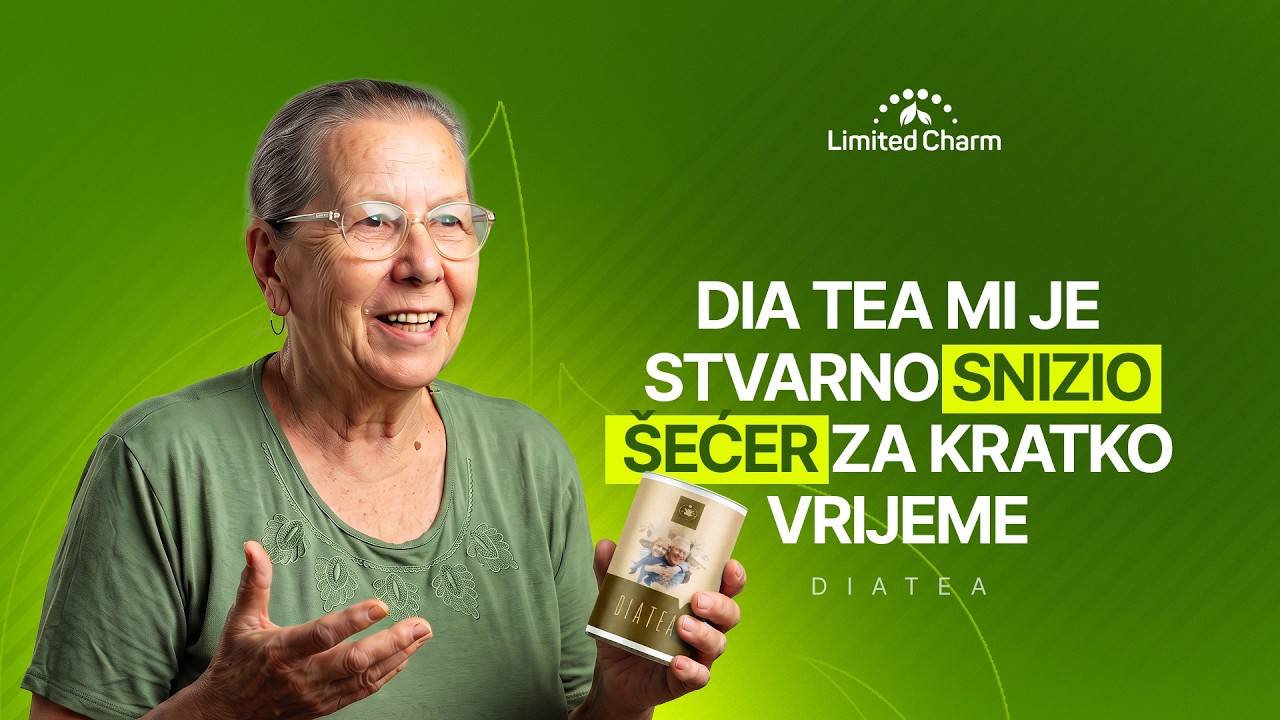 Limited Charm
DIA TEA MI JE
STVARNO SNIZIO
ŠEĆER ZA KRATKO
VRIJEME
DIATEA
DIATEA